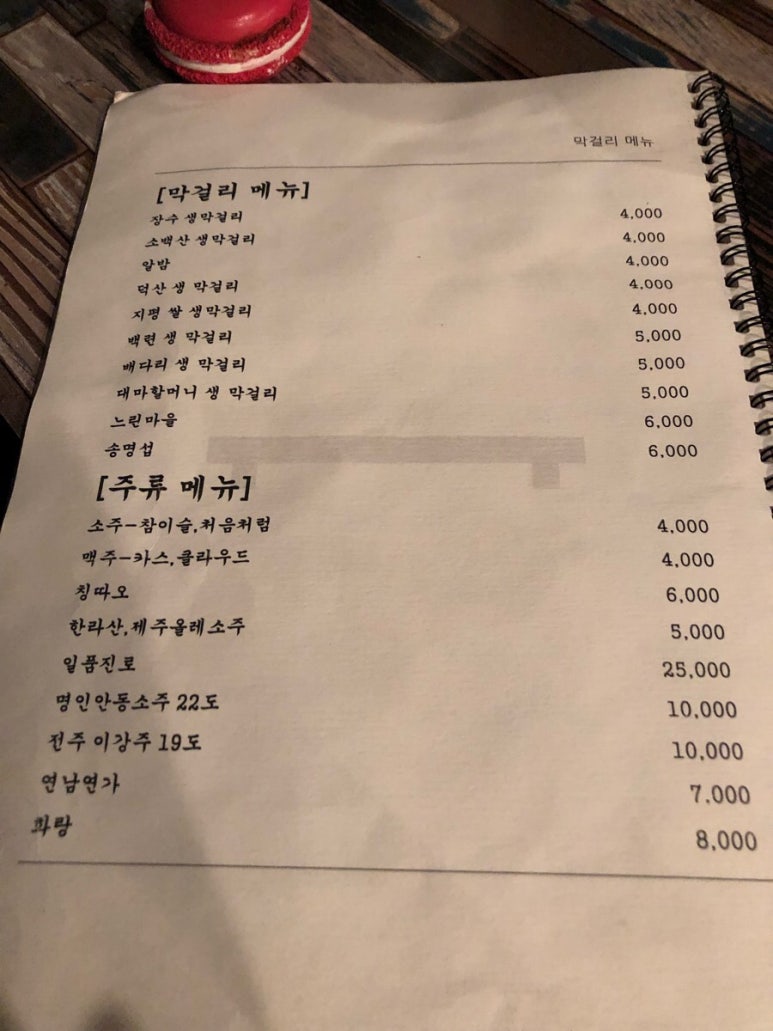 막걸리 메뉴
[막걸리 메뉴]
장수 생막걸리 4,000
소백산 생막걸리 4,000
알밤 4,000
덕산 생 막걸리 4,000
지평 쌀 생막걸리 4,000
백련 생 막걸리 5,000
배다리 생 막걸리 5,000
대마할머니 생 막걸리 5,000
느린마을 6,000
송명섭 6,000
[주류 메뉴]
소주-참이슬,처음처럼 4,000
맥주-카스,클라우드 4,000
칭따오 6,000
한라산,제주올레소주 5,000
일품진로 25,000
명인안동소주 22도 10,000
전주 이강주 19도 10,000
연남연가 7.000
화랑 8,000